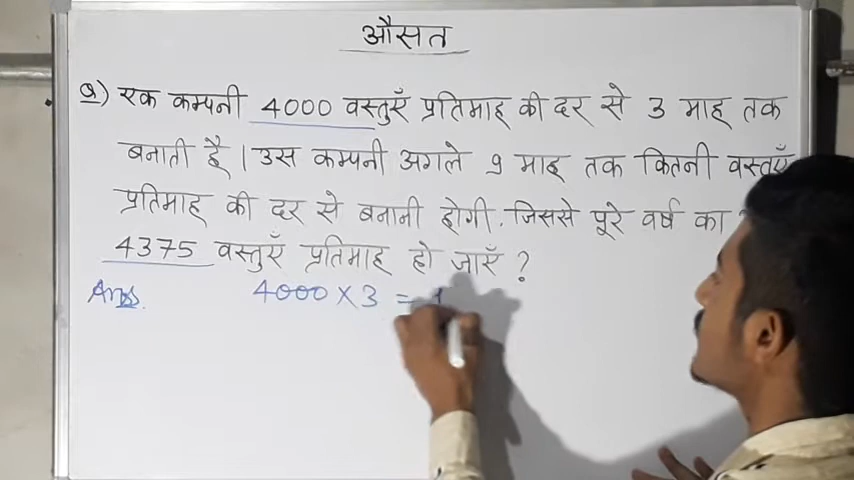 औसत
Q) एक कम्पनी 4000 वस्तुएँ प्रतिमाह की दर से 3 माह तक
बनाती है। उस कम्पनी अगले 9 माह तक कितनी वस्तुएँ
प्रतिमाह की दर से बनानी होगी. जिससे पूरे वर्ष का
4375 वस्तुएँ प्रतिमाह हो जाएँ ?
Ans. 4000 × 3 = 1